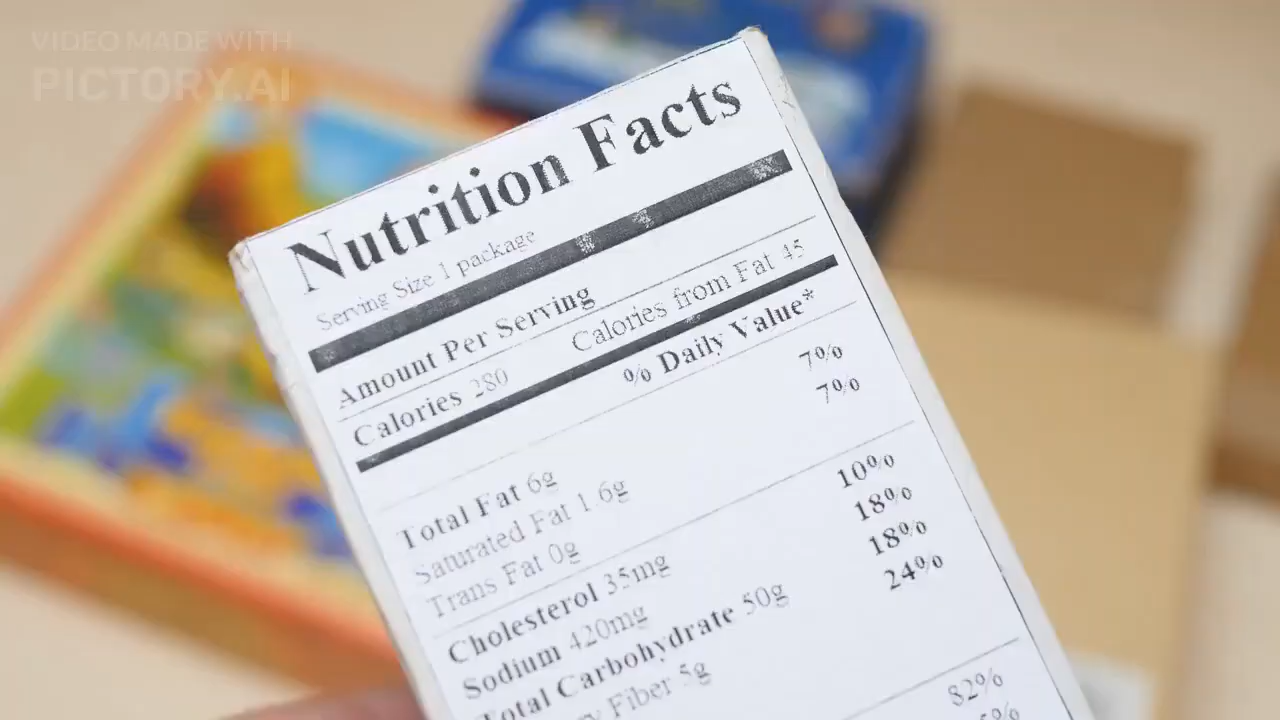 VIDEO MADE WITH
PICTORY.AI
Nutrition Facts
Serving Size 1 package
Amount Per Serving
Calories 280 Calories from Fat 45
% Daily Value*
Total Fat 6g 7%
Saturated Fat 1.6g 7%
Trans Fat 0g
Cholesterol 35mg 10%
Sodium 420mg 18%
Total Carbohydrate 50g 18%
Fiber 5g 24%
82%